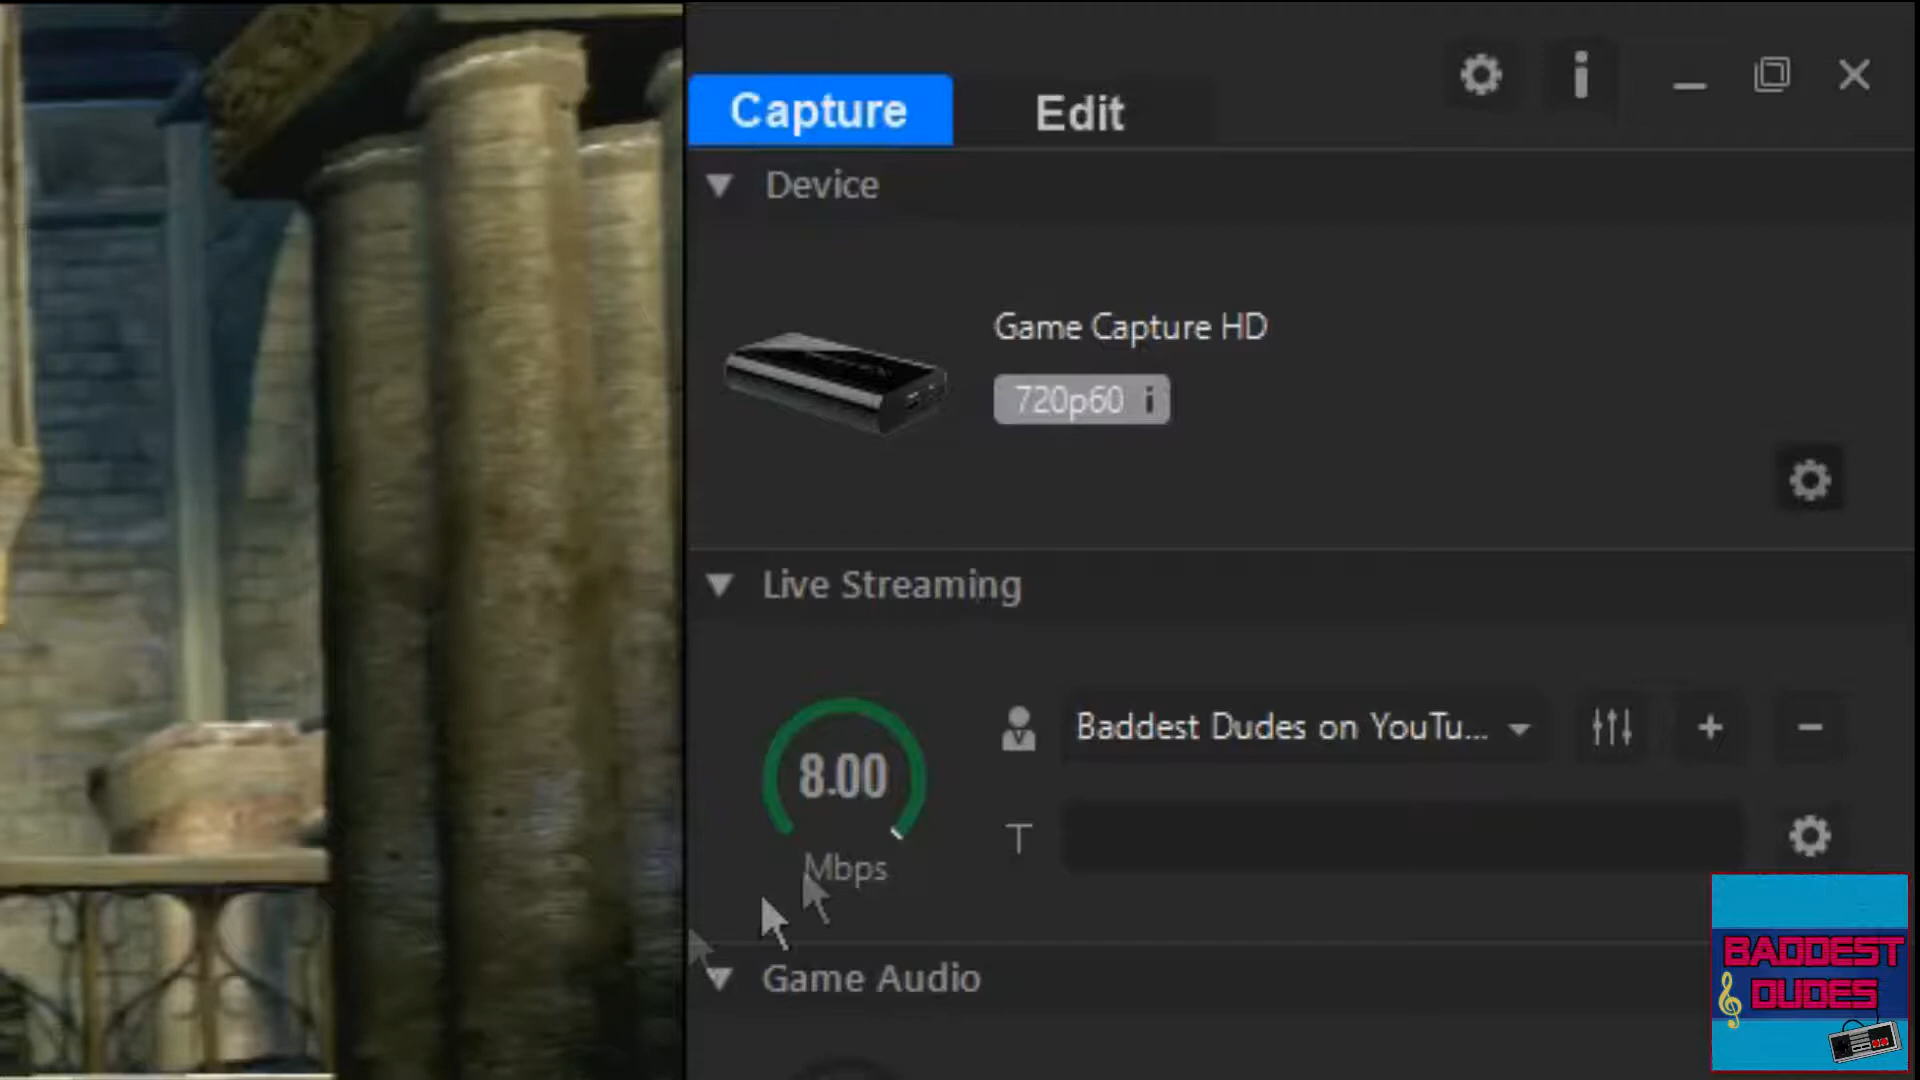 Capture
Edit
Device
Game Capture HD
720p60
Live Streaming
8.00
Mbps
Baddest Dudes on YouTu...
T
Game Audio
BADDEST
DUDES